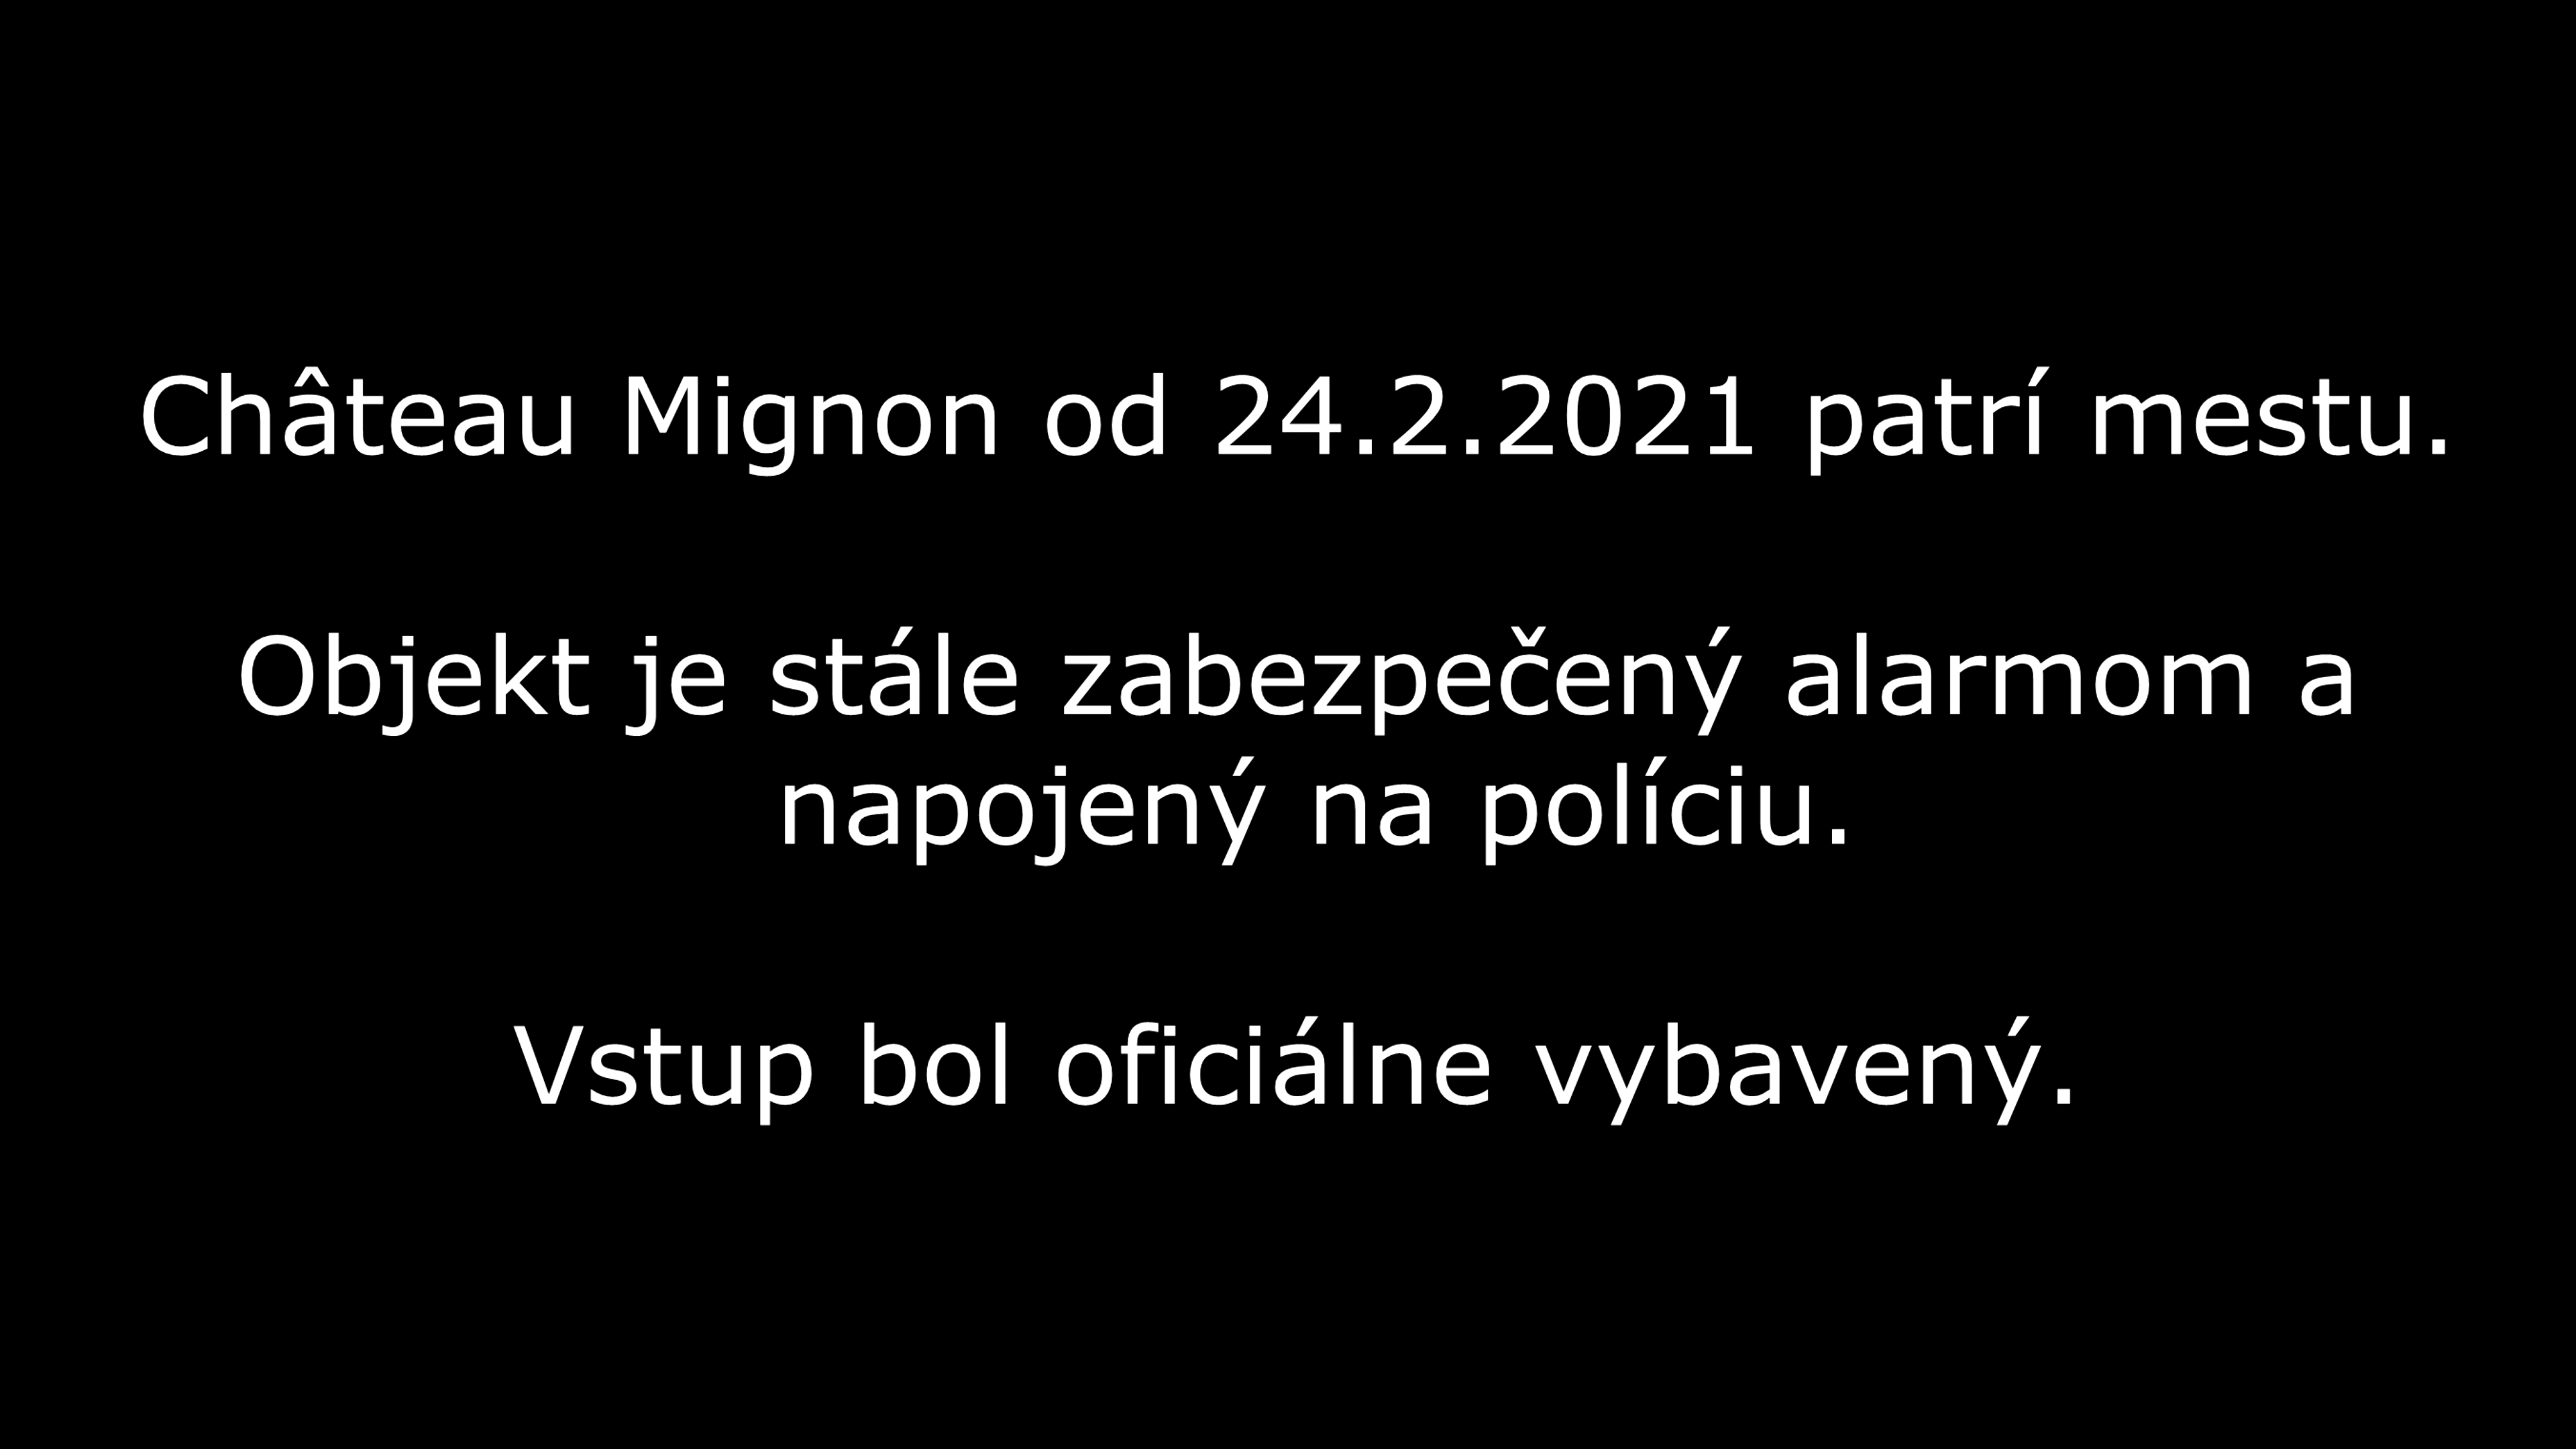 Château Mignon od 24.2.2021 patrí mestu.
Objekt je stále zabezpečený alarmom a
napojený na políciu.
Vstup bol oficiálne vybavený.